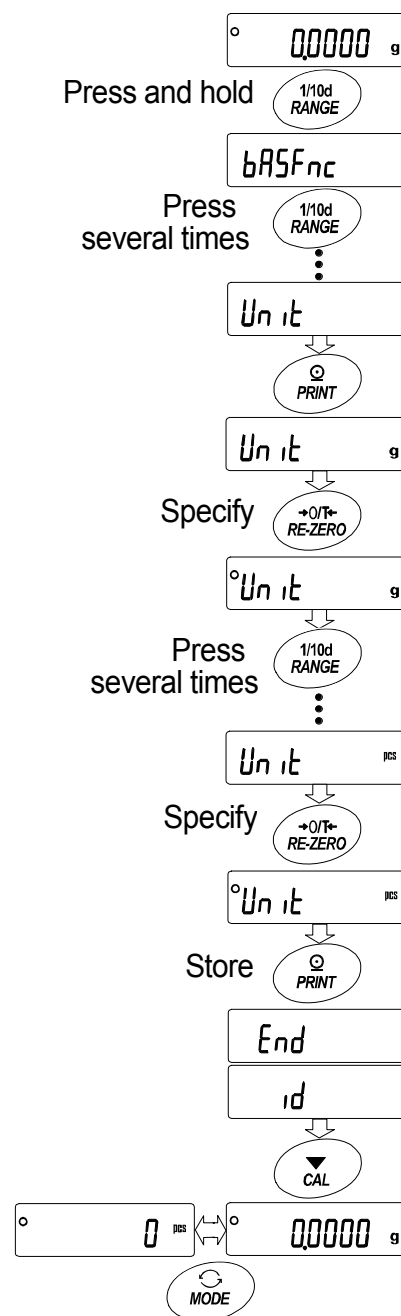 0.0000 g
Press and hold
1/10d
RANGE
bASFnc
Press
several times
1/10d
RANGE
Unit
PRINT
Unit g
Specify
→0/T←
RE-ZERO
Unit g
Press
several times
1/10d
RANGE
Unit pcs
Specify
→0/T←
RE-ZERO
Unit pcs
Store
PRINT
End
id
CAL
0 pcs
0.0000 g
MODE